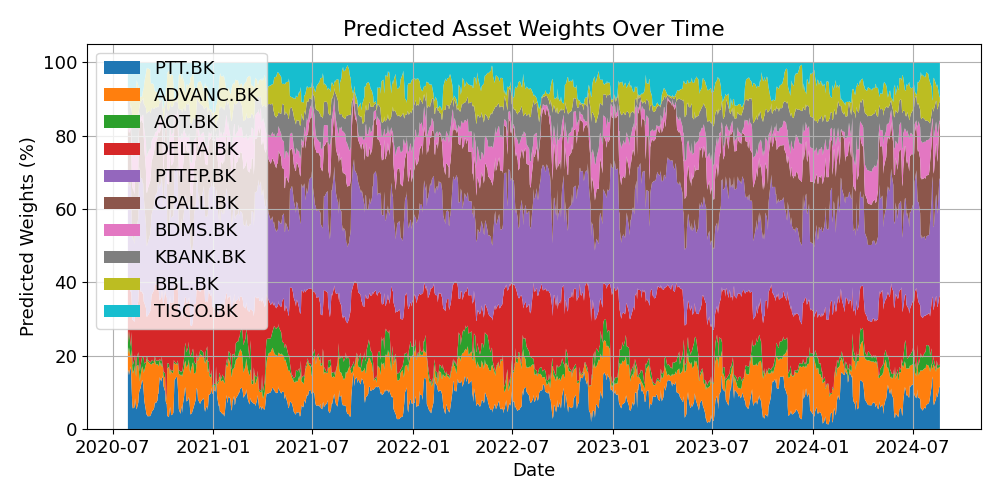 Predicted Asset Weights Over Time
Predicted Weights (%)
100
80
60
40
20
0
PTT.BK
ADVANC.BK
AOT.BK
DELTA.BK
PTTEP.BK
CPALL.BK
BDMS.BK
KBANK.BK
BBL.BK
TISCO.BK
2020-07 2021-01 2021-07 2022-01 2022-07 2023-01 2023-07 2024-01 2024-07
Date